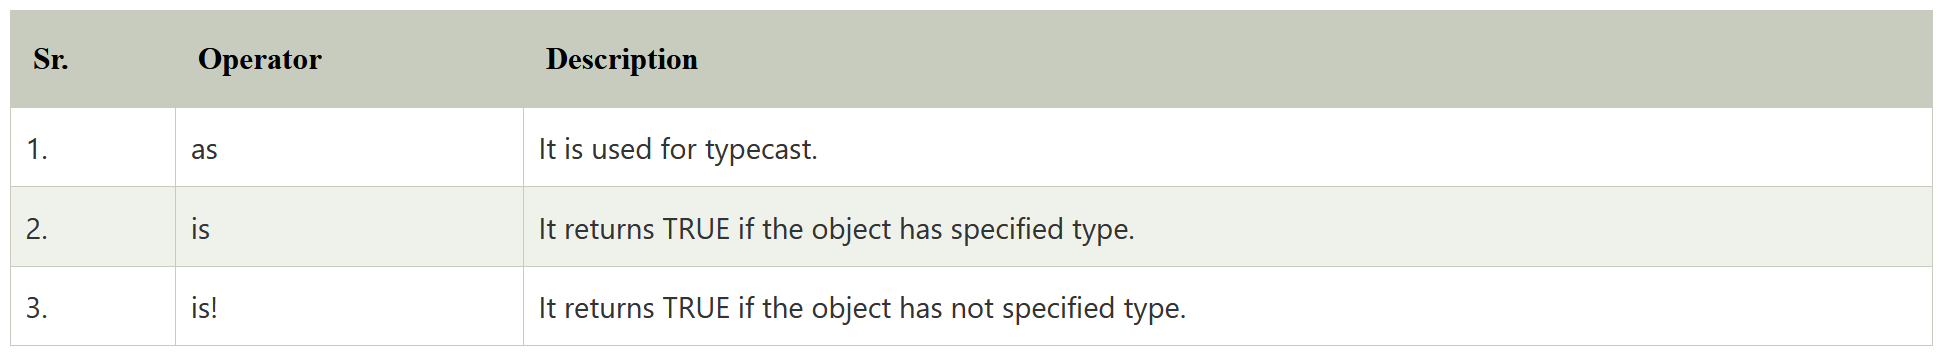 Sr. Operator Description
1. as It is used for typecast.
2. is It returns TRUE if the object has specified type.
3. is! It returns TRUE if the object has not specified type.